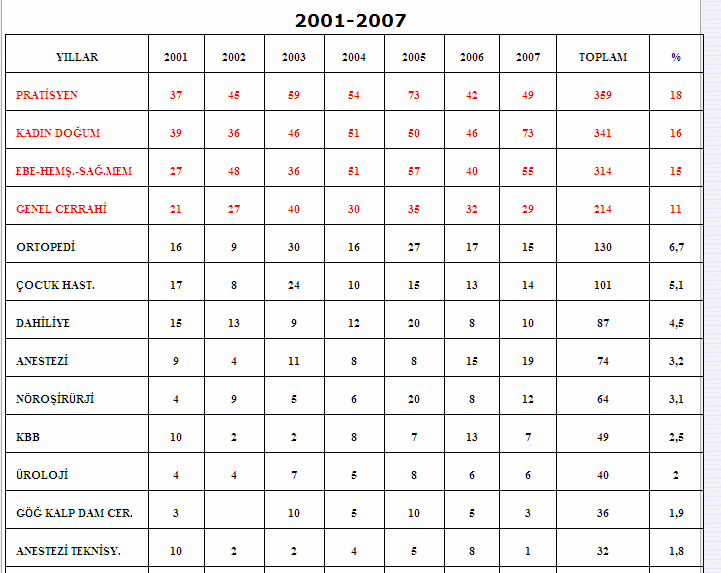 2001-2007
YILLAR 2001 2002 2003 2004 2005 2006 2007 TOPLAM %
PRATİSYEN 37 45 59 54 73 42 49 359 18
KADIN DOĞUM 39 36 46 51 50 46 73 341 16
EBE-HEMŞ.-SAĞ.MEM 27 48 36 51 57 40 55 314 15
GENEL CERRAHİ 21 27 40 30 35 32 29 214 11
ORTOPEDİ 16 9 30 16 27 17 15 130 6,7
ÇOCUK HAST. 17 8 24 10 15 13 14 101 5,1
DAHİLİYE 15 13 9 12 20 8 10 87 4,5
ANESTEZİ 9 4 11 8 8 15 19 74 3,2
NÖROŞİRÜRJİ 4 9 5 6 20 8 12 64 3,1
KBB 10 2 2 8 7 13 7 49 2,5
ÜROLOJİ 4 4 7 5 8 6 6 40 2
GÖĞ KALP DAM CER. 3 10 5 10 5 3 36 1,9
ANESTEZİ TEKNİSY. 10 2 2 4 5 8 1 32 1,8